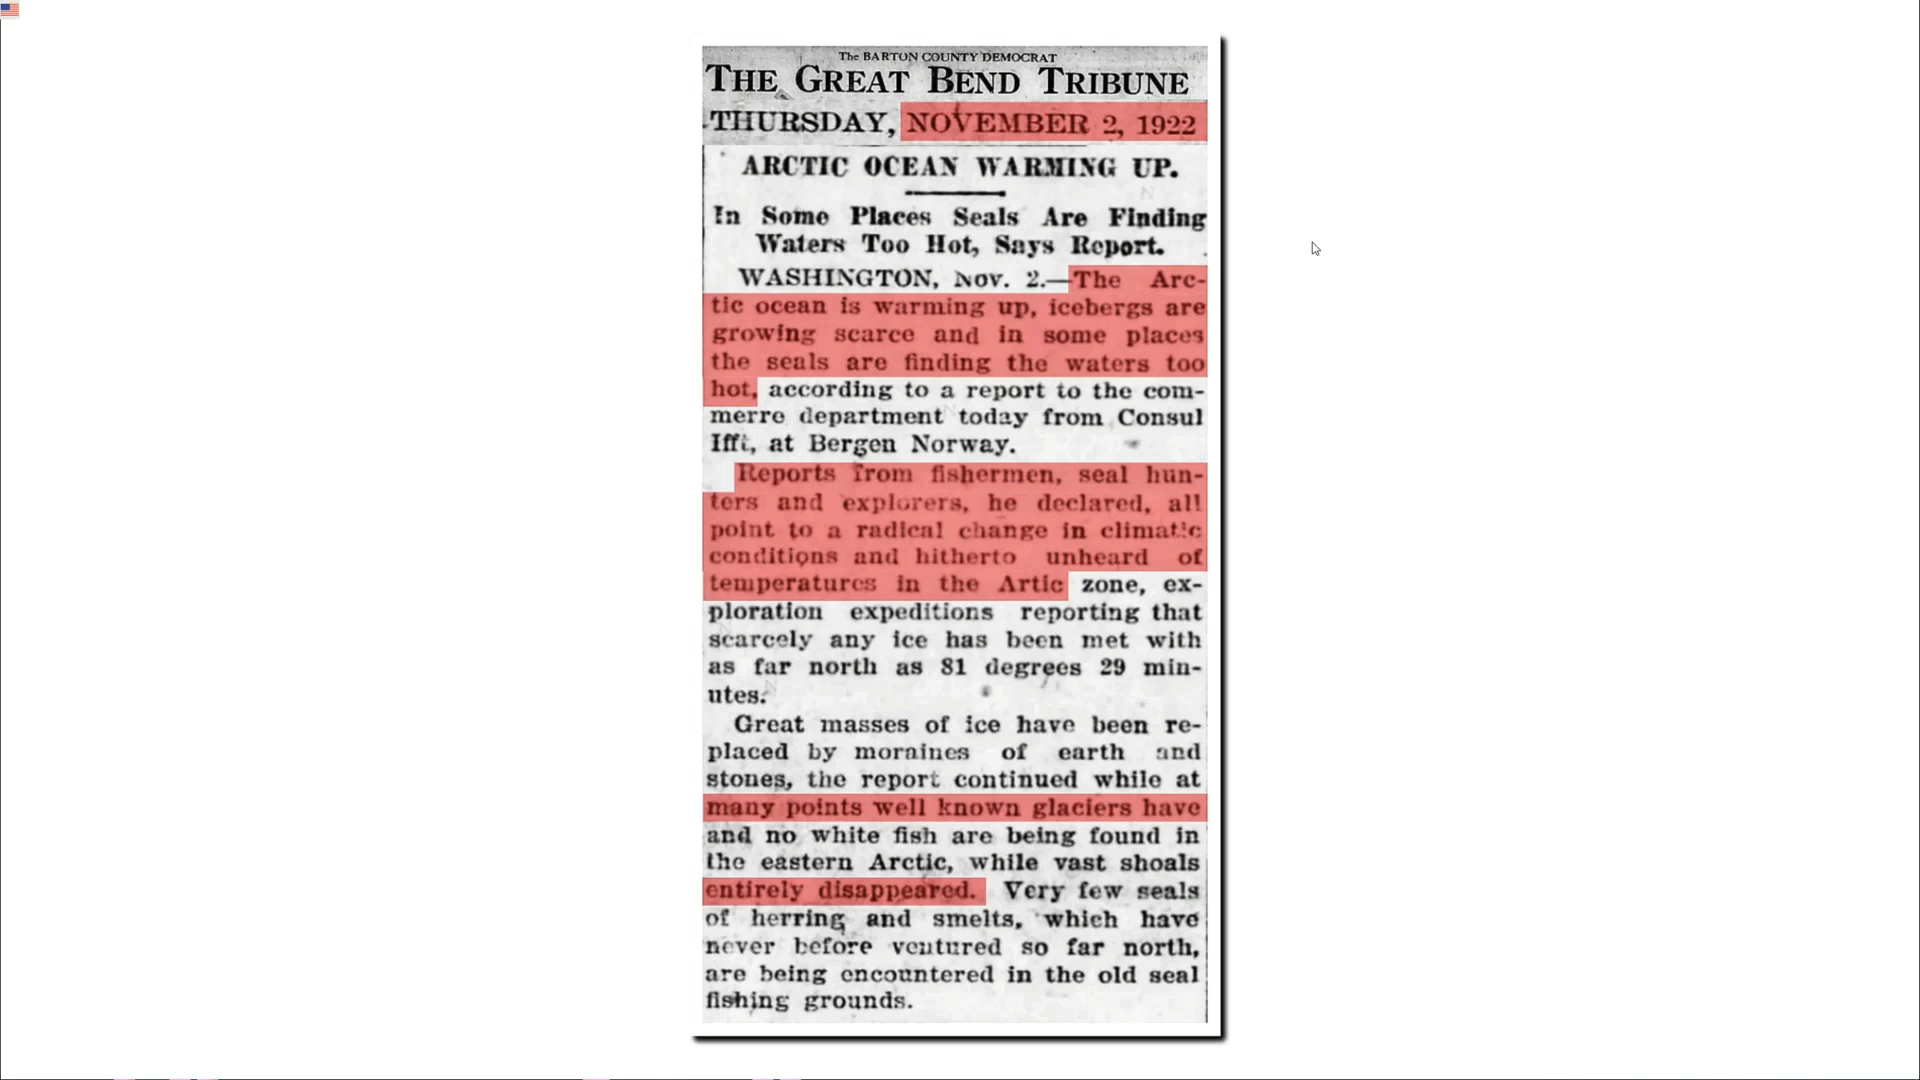 The BARTON COUNTY DEMOCRAT
THE GREAT BEND TRIBUNE
THURSDAY, NOVEMBER 2, 1922
ARCTIC OCEAN WARMING UP.
In Some Places Seals Are Finding
Waters Too Hot, Says Report.
WASHINGTON, Nov. 2.—The Arc-
tic ocean is warming up, icebergs are
growing scarce and in some places
the seals are finding the waters too
hot, according to a report to the com-
merre department today from Consul
Ifft, at Bergen Norway.
Reports from fishermen, seal hun-
ters and explorers, he declared, all
point to a radical change in climatic
conditions and hitherto unheard of
temperatures in the Artic zone, ex-
ploration expeditions reporting that
scarcely any ice has been met with
as far north as 81 degrees 29 min-
utes.
Great masses of ice have been re-
placed by moraines of earth and
stones, the report continued while at
many points well known glaciers have
and no white fish are being found in
the eastern Arctic, while vast shoals
entirely disappeared. Very few seals
of herring and smelts, which have
never before ventured so far north,
are being encountered in the old seal
fishing grounds.